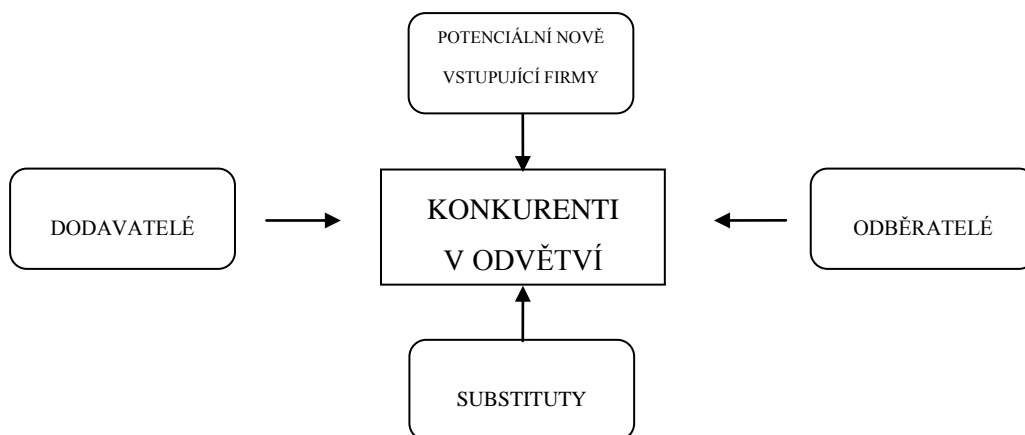 POTENCIÁLNÍ NOVĚ
VSTUPUJÍCÍ FIRMY
DODAVATELÉ
KONKURENTI
V ODVĚTVÍ
ODBĚRATELÉ
SUBSTITUTY